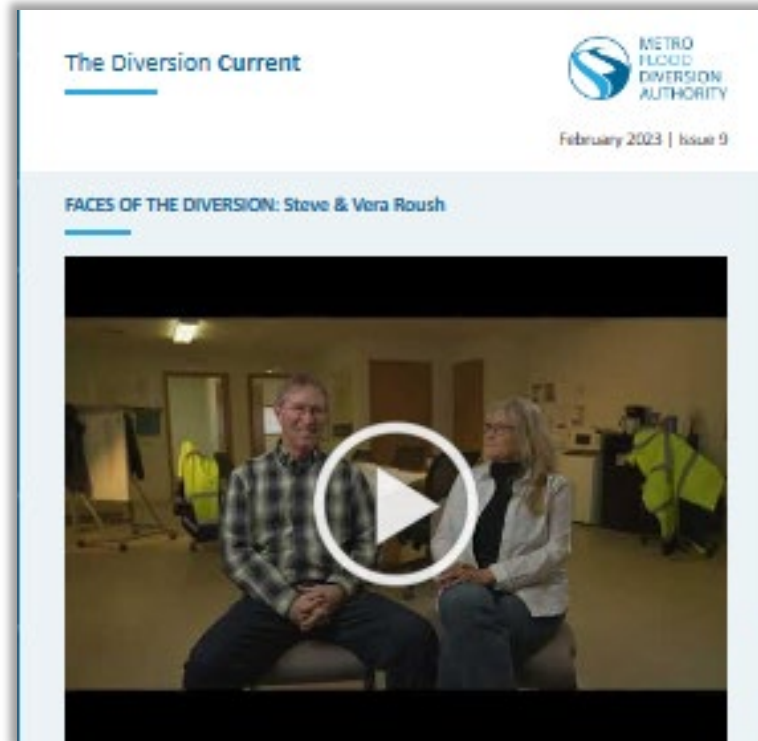 The Diversion Current
METRO
FLOOD
DIVERSION
AUTHORITY
February 2023 | Issue 9
FACES OF THE DIVERSION: Steve & Vera Roush